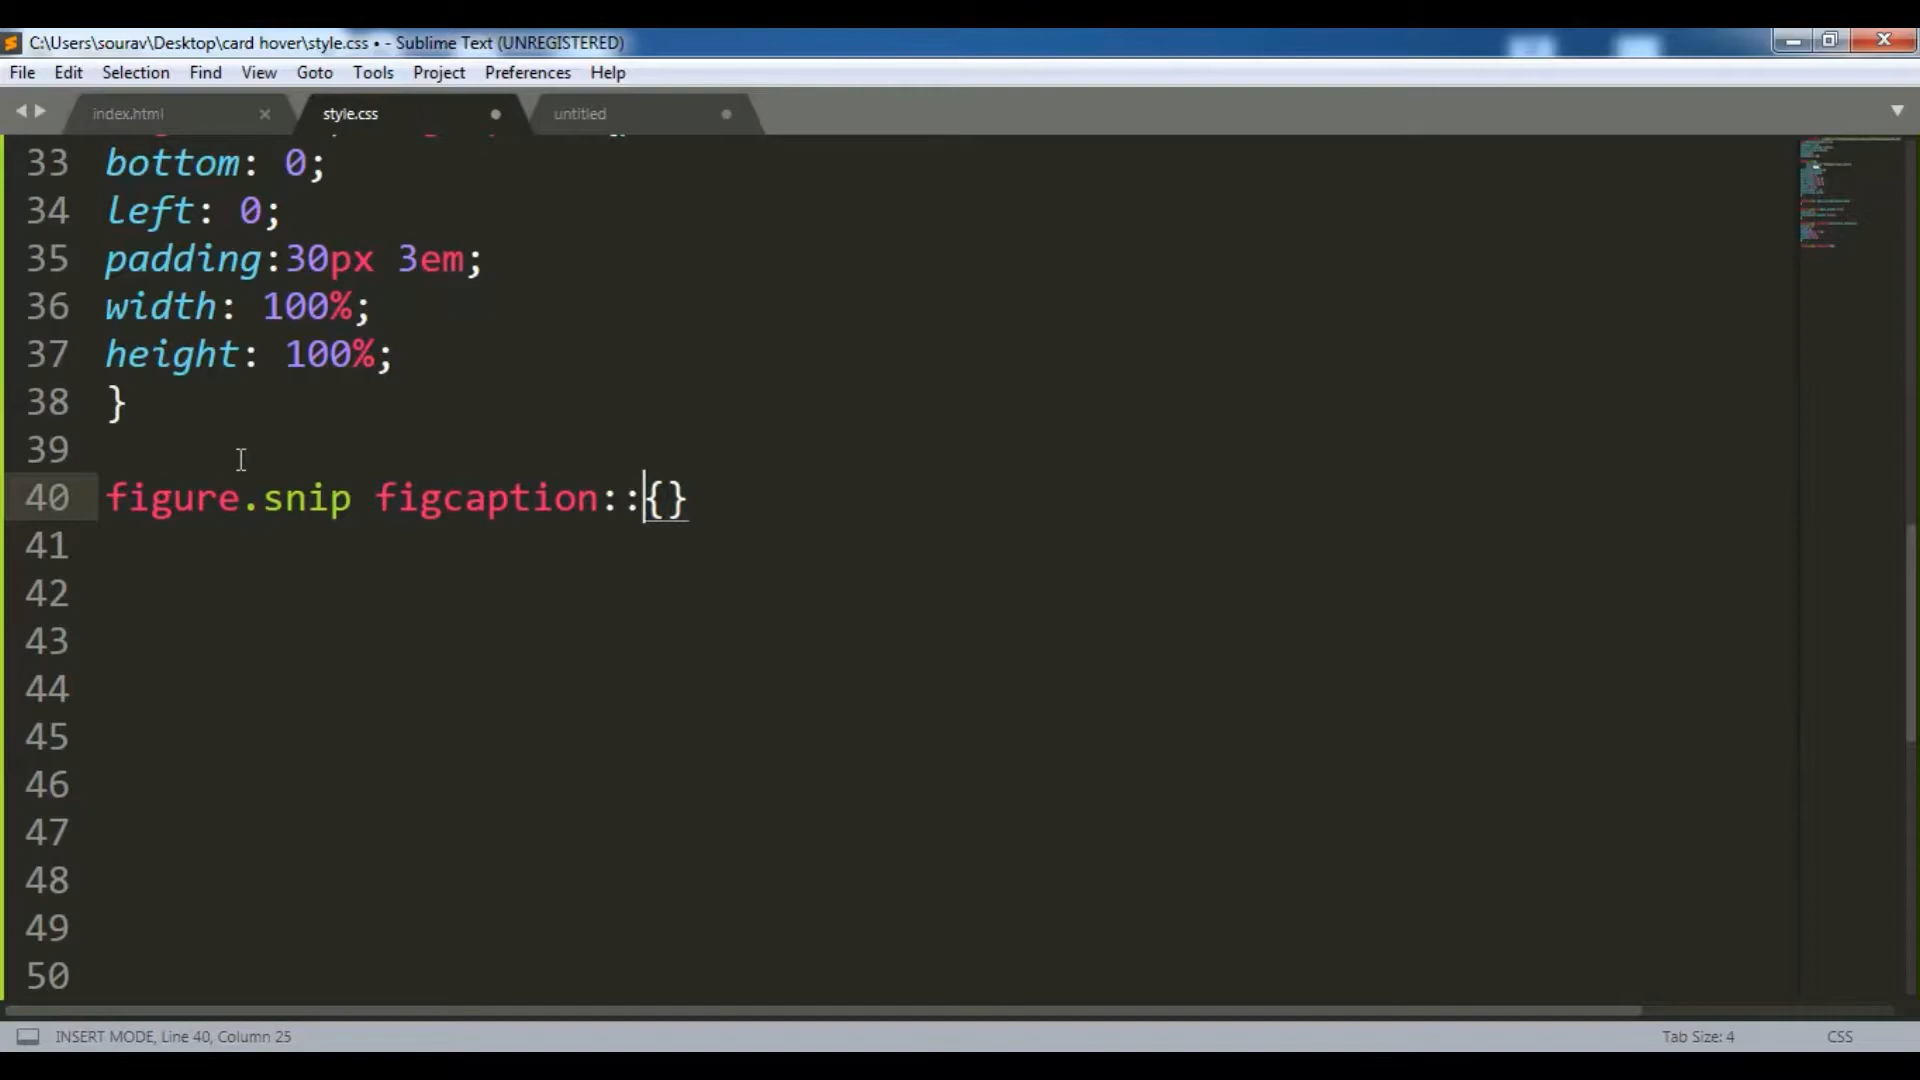 C:\Users\sourav\Desktop\card hover\style.css • - Sublime Text (UNREGISTERED)
File Edit Selection Find View Goto Tools Project Preferences Help
index.html style.css untitled
33 bottom: 0;
34 left: 0;
35 padding:30px 3em;
36 width: 100%;
37 height: 100%;
38 }
39
40 figure.snip figcaption::{}
41
42
43
44
45
46
47
48
49
50
INSERT MODE, Line 40, Column 25 Tab Size: 4 CSS